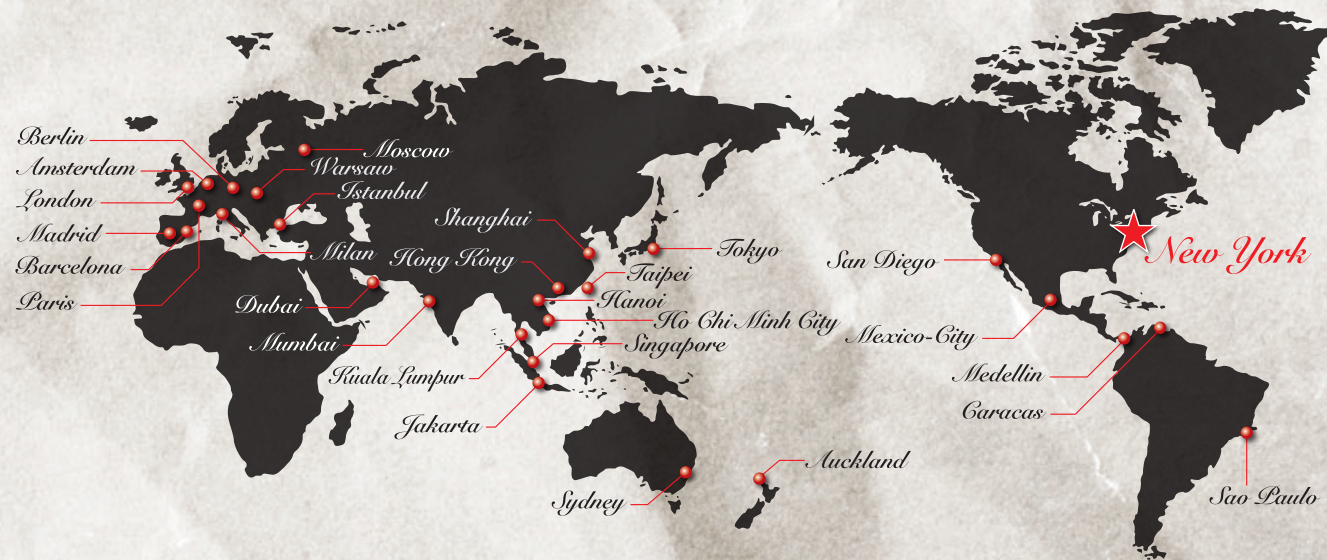 Berlin
Amsterdam
London
Madrid
Barcelona
Paris
Moscow
Warsaw
Istanbul
Milan
Dubai
Mumbai
Shanghai
Hong Kong
Tokyo
Taipei
Hanoi
Ho Chi Minh City
Singapore
Kuala Lumpur
Jakarta
Sydney
Auckland
San Diego
New York
Mexico-City
Medellin
Caracas
Sao Paulo